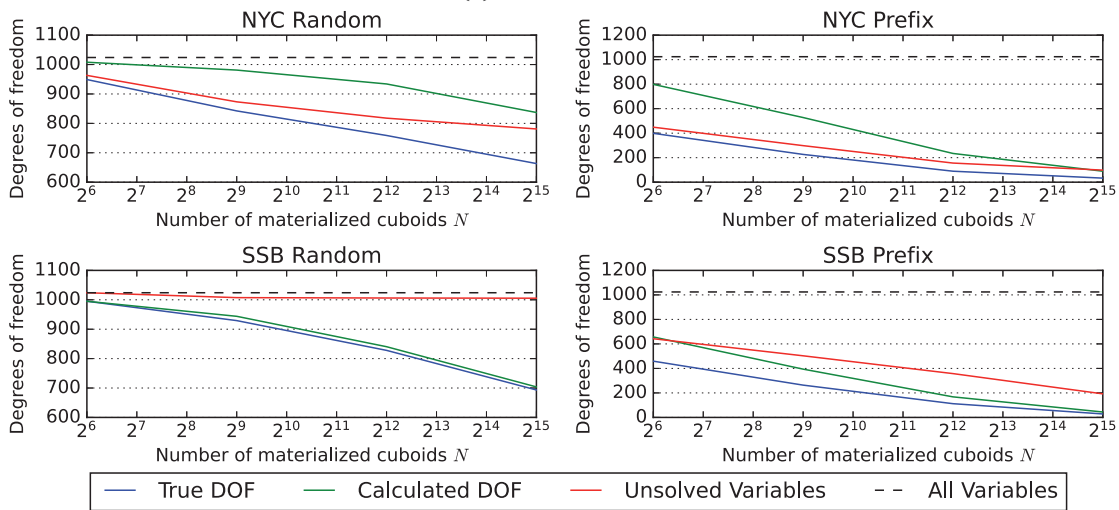 NYC Random
NYC Prefix
Degrees of freedom
1100
1000
900
800
700
600
2^6 2^7 2^8 2^9 2^10 2^11 2^12 2^13 2^14 2^15
Number of materialized cuboids N
Degrees of freedom
1200
1000
800
600
400
200
0
2^6 2^7 2^8 2^9 2^10 2^11 2^12 2^13 2^14 2^15
Number of materialized cuboids N
SSB Random
SSB Prefix
Degrees of freedom
1100
1000
900
800
700
600
2^6 2^7 2^8 2^9 2^10 2^11 2^12 2^13 2^14 2^15
Number of materialized cuboids N
Degrees of freedom
1200
1000
800
600
400
200
0
2^6 2^7 2^8 2^9 2^10 2^11 2^12 2^13 2^14 2^15
Number of materialized cuboids N
True DOF Calculated DOF Unsolved Variables All Variables